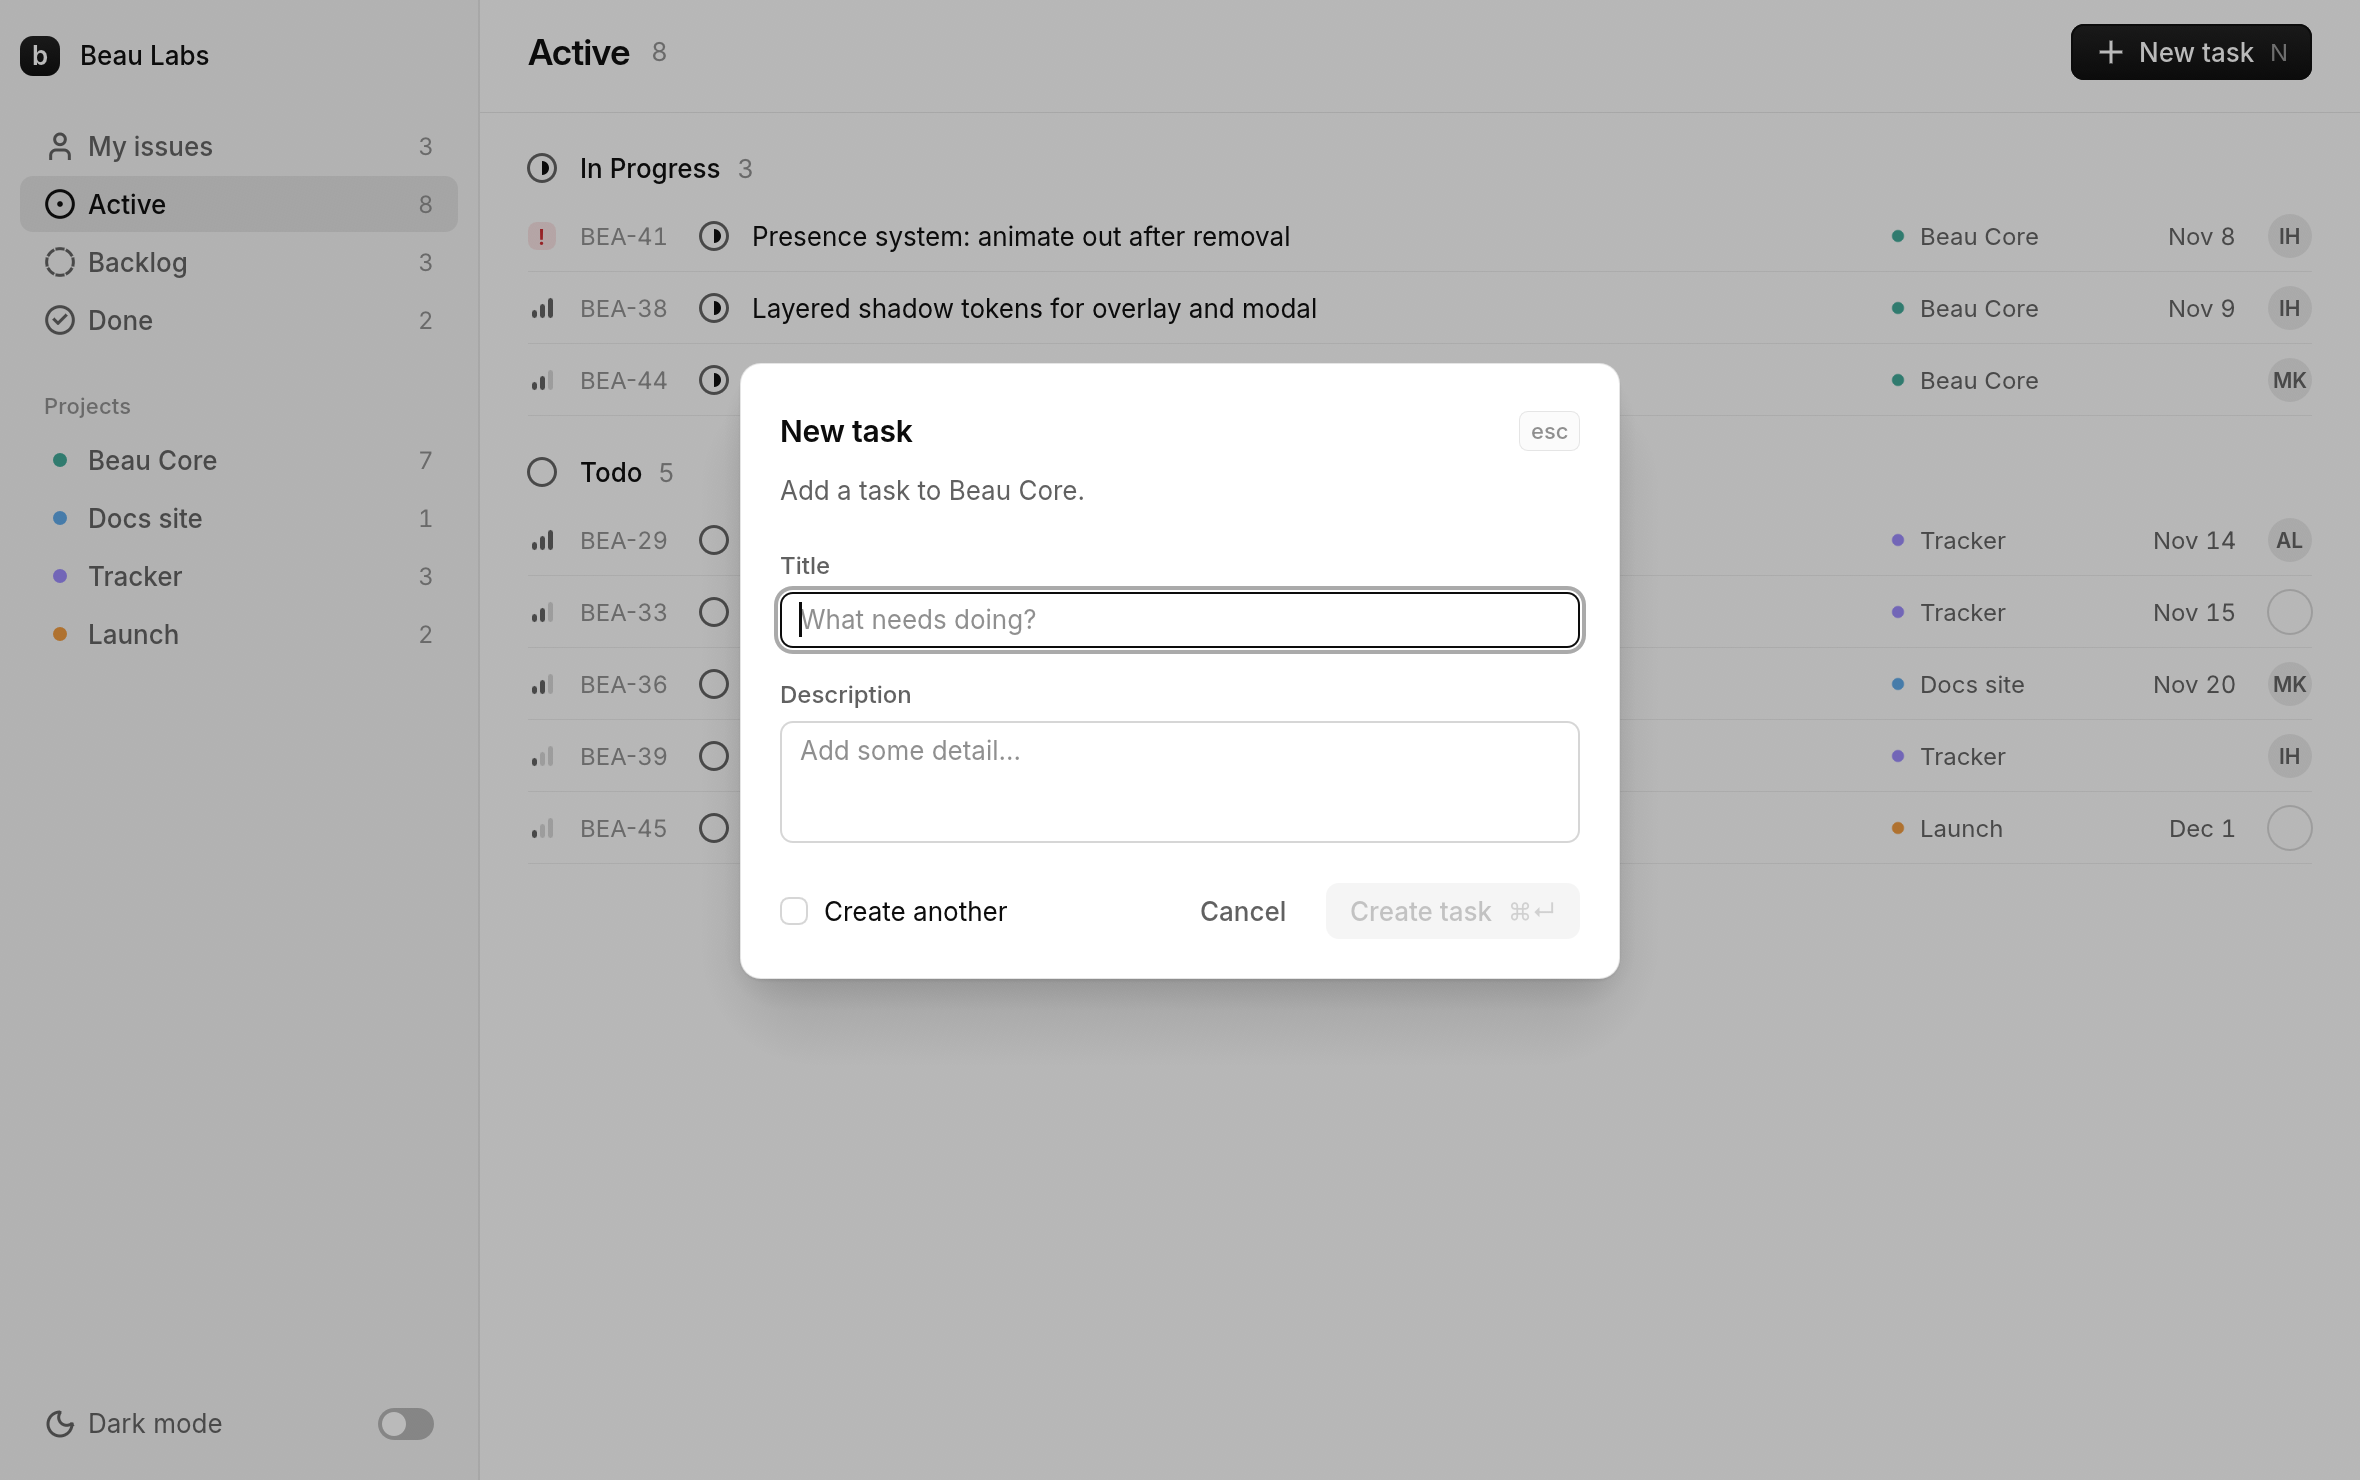 b Beau Labs
My issues 3
Active 8
Backlog 3
Done 2
Projects
Beau Core 7
Docs site 1
Tracker 3
Launch 2
Dark mode
Active 8
New task N
In Progress 3
! BEA-41 Presence system: animate out after removal Beau Core Nov 8 IH
BEA-38 Layered shadow tokens for overlay and modal Beau Core Nov 9 IH
BEA-44 Beau Core MK
Todo 5
BEA-29 Tracker Nov 14 AL
BEA-33 Tracker Nov 15
BEA-36 Docs site Nov 20 MK
BEA-39 Tracker IH
BEA-45 Launch Dec 1
New task esc
Add a task to Beau Core.
Title
What needs doing?
Description
Add some detail...
Create another Cancel Create task ⌘↵